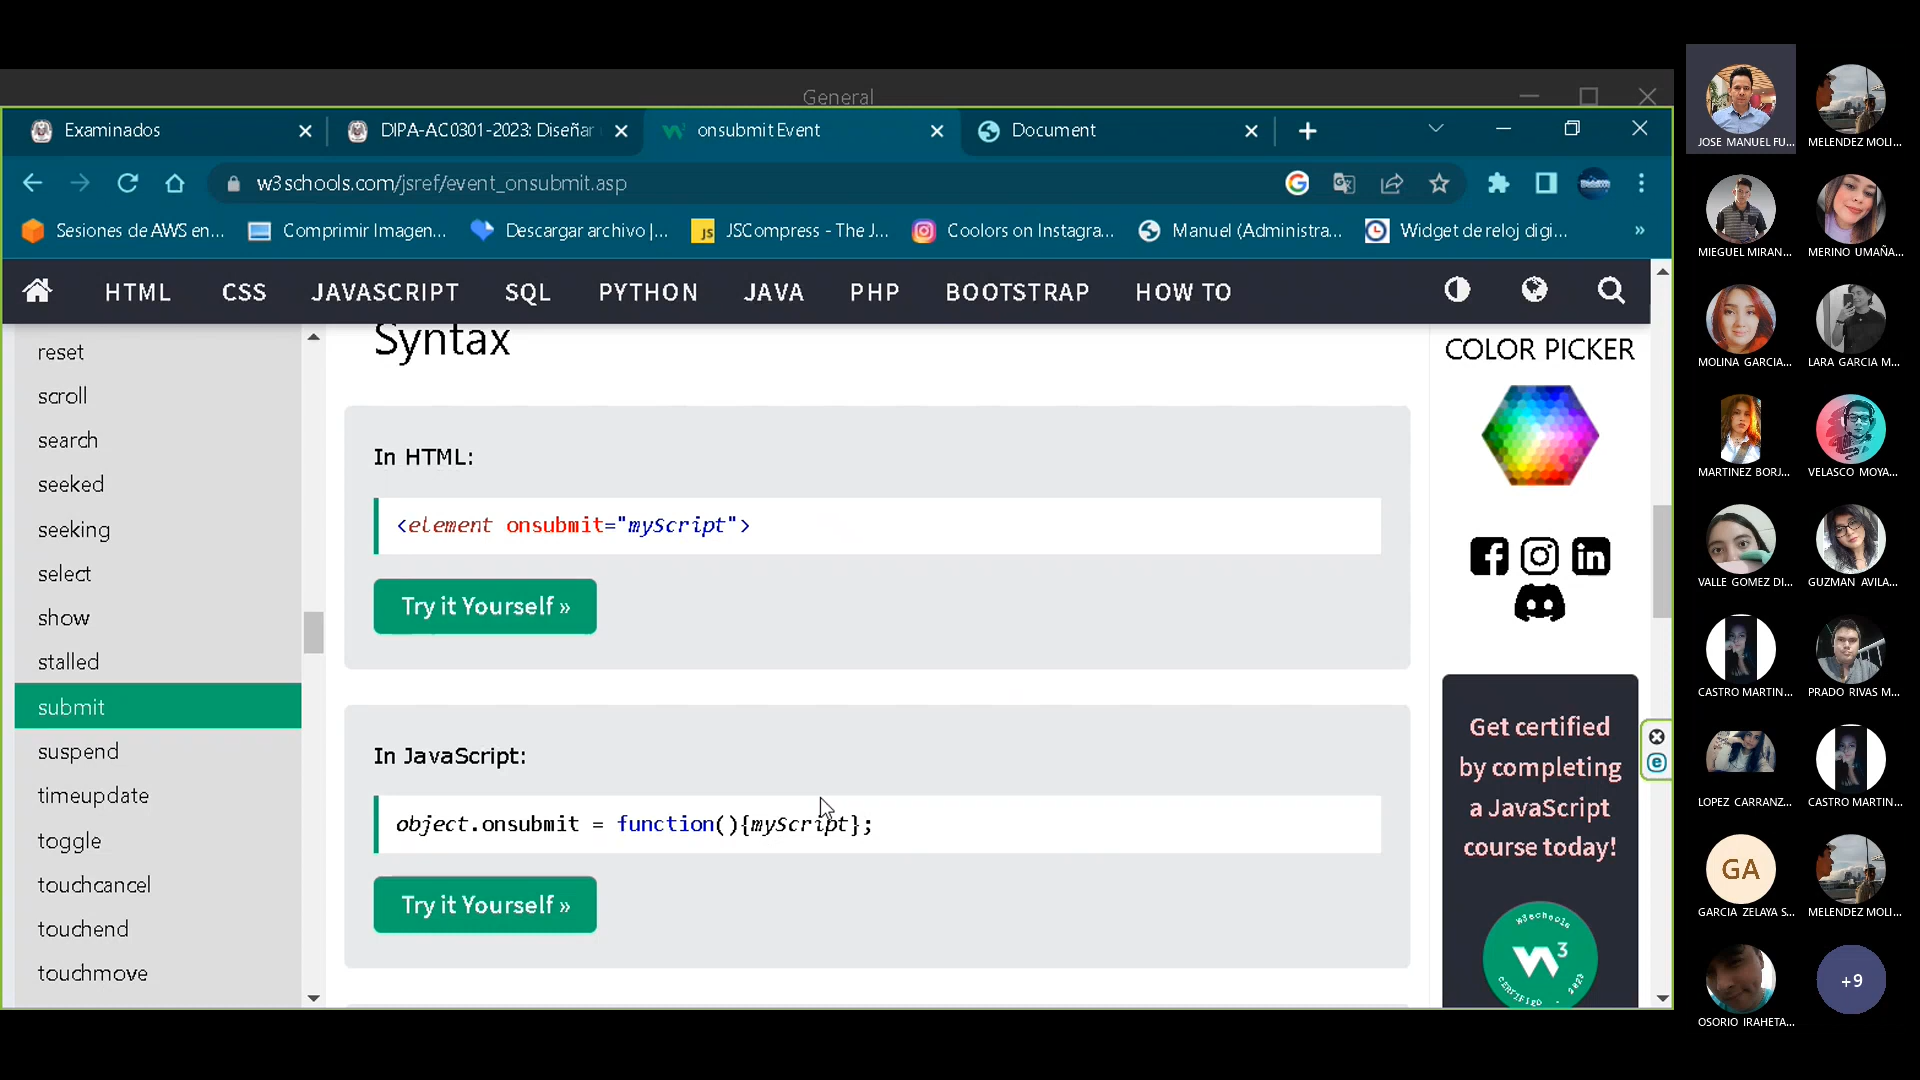 General
Examinados
DIPA-AC0301-2023: Diseñar
onsubmit Event
Document
w3schools.com/jsref/event_onsubmit.asp
Sesiones de AWS en...
Comprimir Imagen...
Descargar archivo |...
JS
JSCompress - The J...
Coolors on Instagra...
Manuel (Administra...
Widget de reloj digi...
»
HTML
CSS
JAVASCRIPT
SQL
PYTHON
JAVA
PHP
BOOTSTRAP
HOW TO
reset
scroll
search
seeked
seeking
select
show
stalled
submit
suspend
timeupdate
toggle
touchcancel
touchend
touchmove
Syntax
In HTML:
<element onsubmit="myScript">
Try it Yourself »
In JavaScript:
object.onsubmit = function(){myScript};
Try it Yourself »
COLOR PICKER
Get certified
by completing
a JavaScript
course today!
w3schools
W3
CERTIFIED . 2023
JOSE MANUEL FU...
MELENDEZ MOLI...
MIEGUEL MIRAN...
MERINO UMAÑA...
MOLINA GARCIA...
LARA GARCIA M...
MARTINEZ BORJ...
VELASCO MOYA...
VALLE GOMEZ DI...
GUZMAN AVILA...
CASTRO MARTIN...
PRADO RIVAS M...
LOPEZ CARRANZ...
CASTRO MARTIN...
GA
GARCIA ZELAYA S...
MELENDEZ MOLI...
OSORIO IRAHETA...
+9